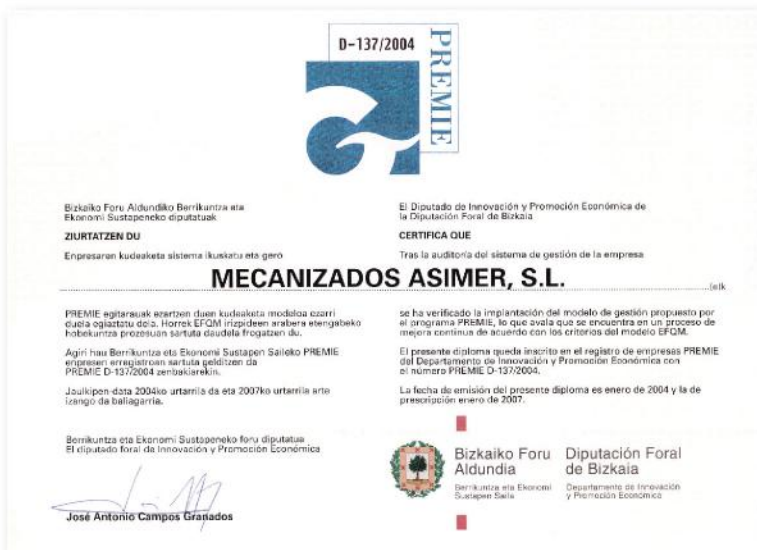 D-137/2004
PREMIE
Bizkaiko Foru Aldundiko Berrikuntza eta
Ekonomi Sustapeneko diputatuak
ZIURTATZEN DU
Enpresaren kudeaketa sistema ikuskatu eta gero
El Diputado de Innovación y Promoción Económica de
la Diputación Foral de Bizkaia
CERTIFICA QUE
Tras la auditoría del sistema de gestión de la empresa
MECANIZADOS ASIMER, S.L.
(e)k
PREMIE egitarauak ezartzen duen kudeaketa modeloa ezarri
duela egiaztatu dela. Horrek EFQM irizpideen arabera etengabeko
hobekuntza prozesuan sartuta daudela frogatzen du.
Agiri hau Berrikuntza eta Ekonomi Sustapen Saileko PREMIE
enpresen erregistroan sartuta gelditzen da
PREMIE D-137/2004 zenbakiarekin.
Jaulkipen-data 2004ko urtarrila da eta 2007ko urtarrila arte
izango da baliagarria.
se ha verificado la implantación del modelo de gestión propuesto por
el programa PREMIE, lo que avala que se encuentra en un proceso de
mejora continua de acuerdo con los criterios del modelo EFQM.
El presente diploma queda inscrito en el registro de empresas PREMIE
del Departamento de Innovación y Promoción Económica con
el número PREMIE D-137/2004.
La fecha de emisión del presente diploma es enero de 2004 y la de
prescripción enero de 2007.
Berrikuntza eta Ekonomi Sustapeneko foru diputatua
El diputado foral de Innovación y Promoción Económica
José Antonio Campos Granados
Bizkaiko Foru
Aldundia
Berrikuntza eta Ekonomi
Sustapen Saila
Diputación Foral
de Bizkaia
Departamento de Innovación
y Promoción Económica